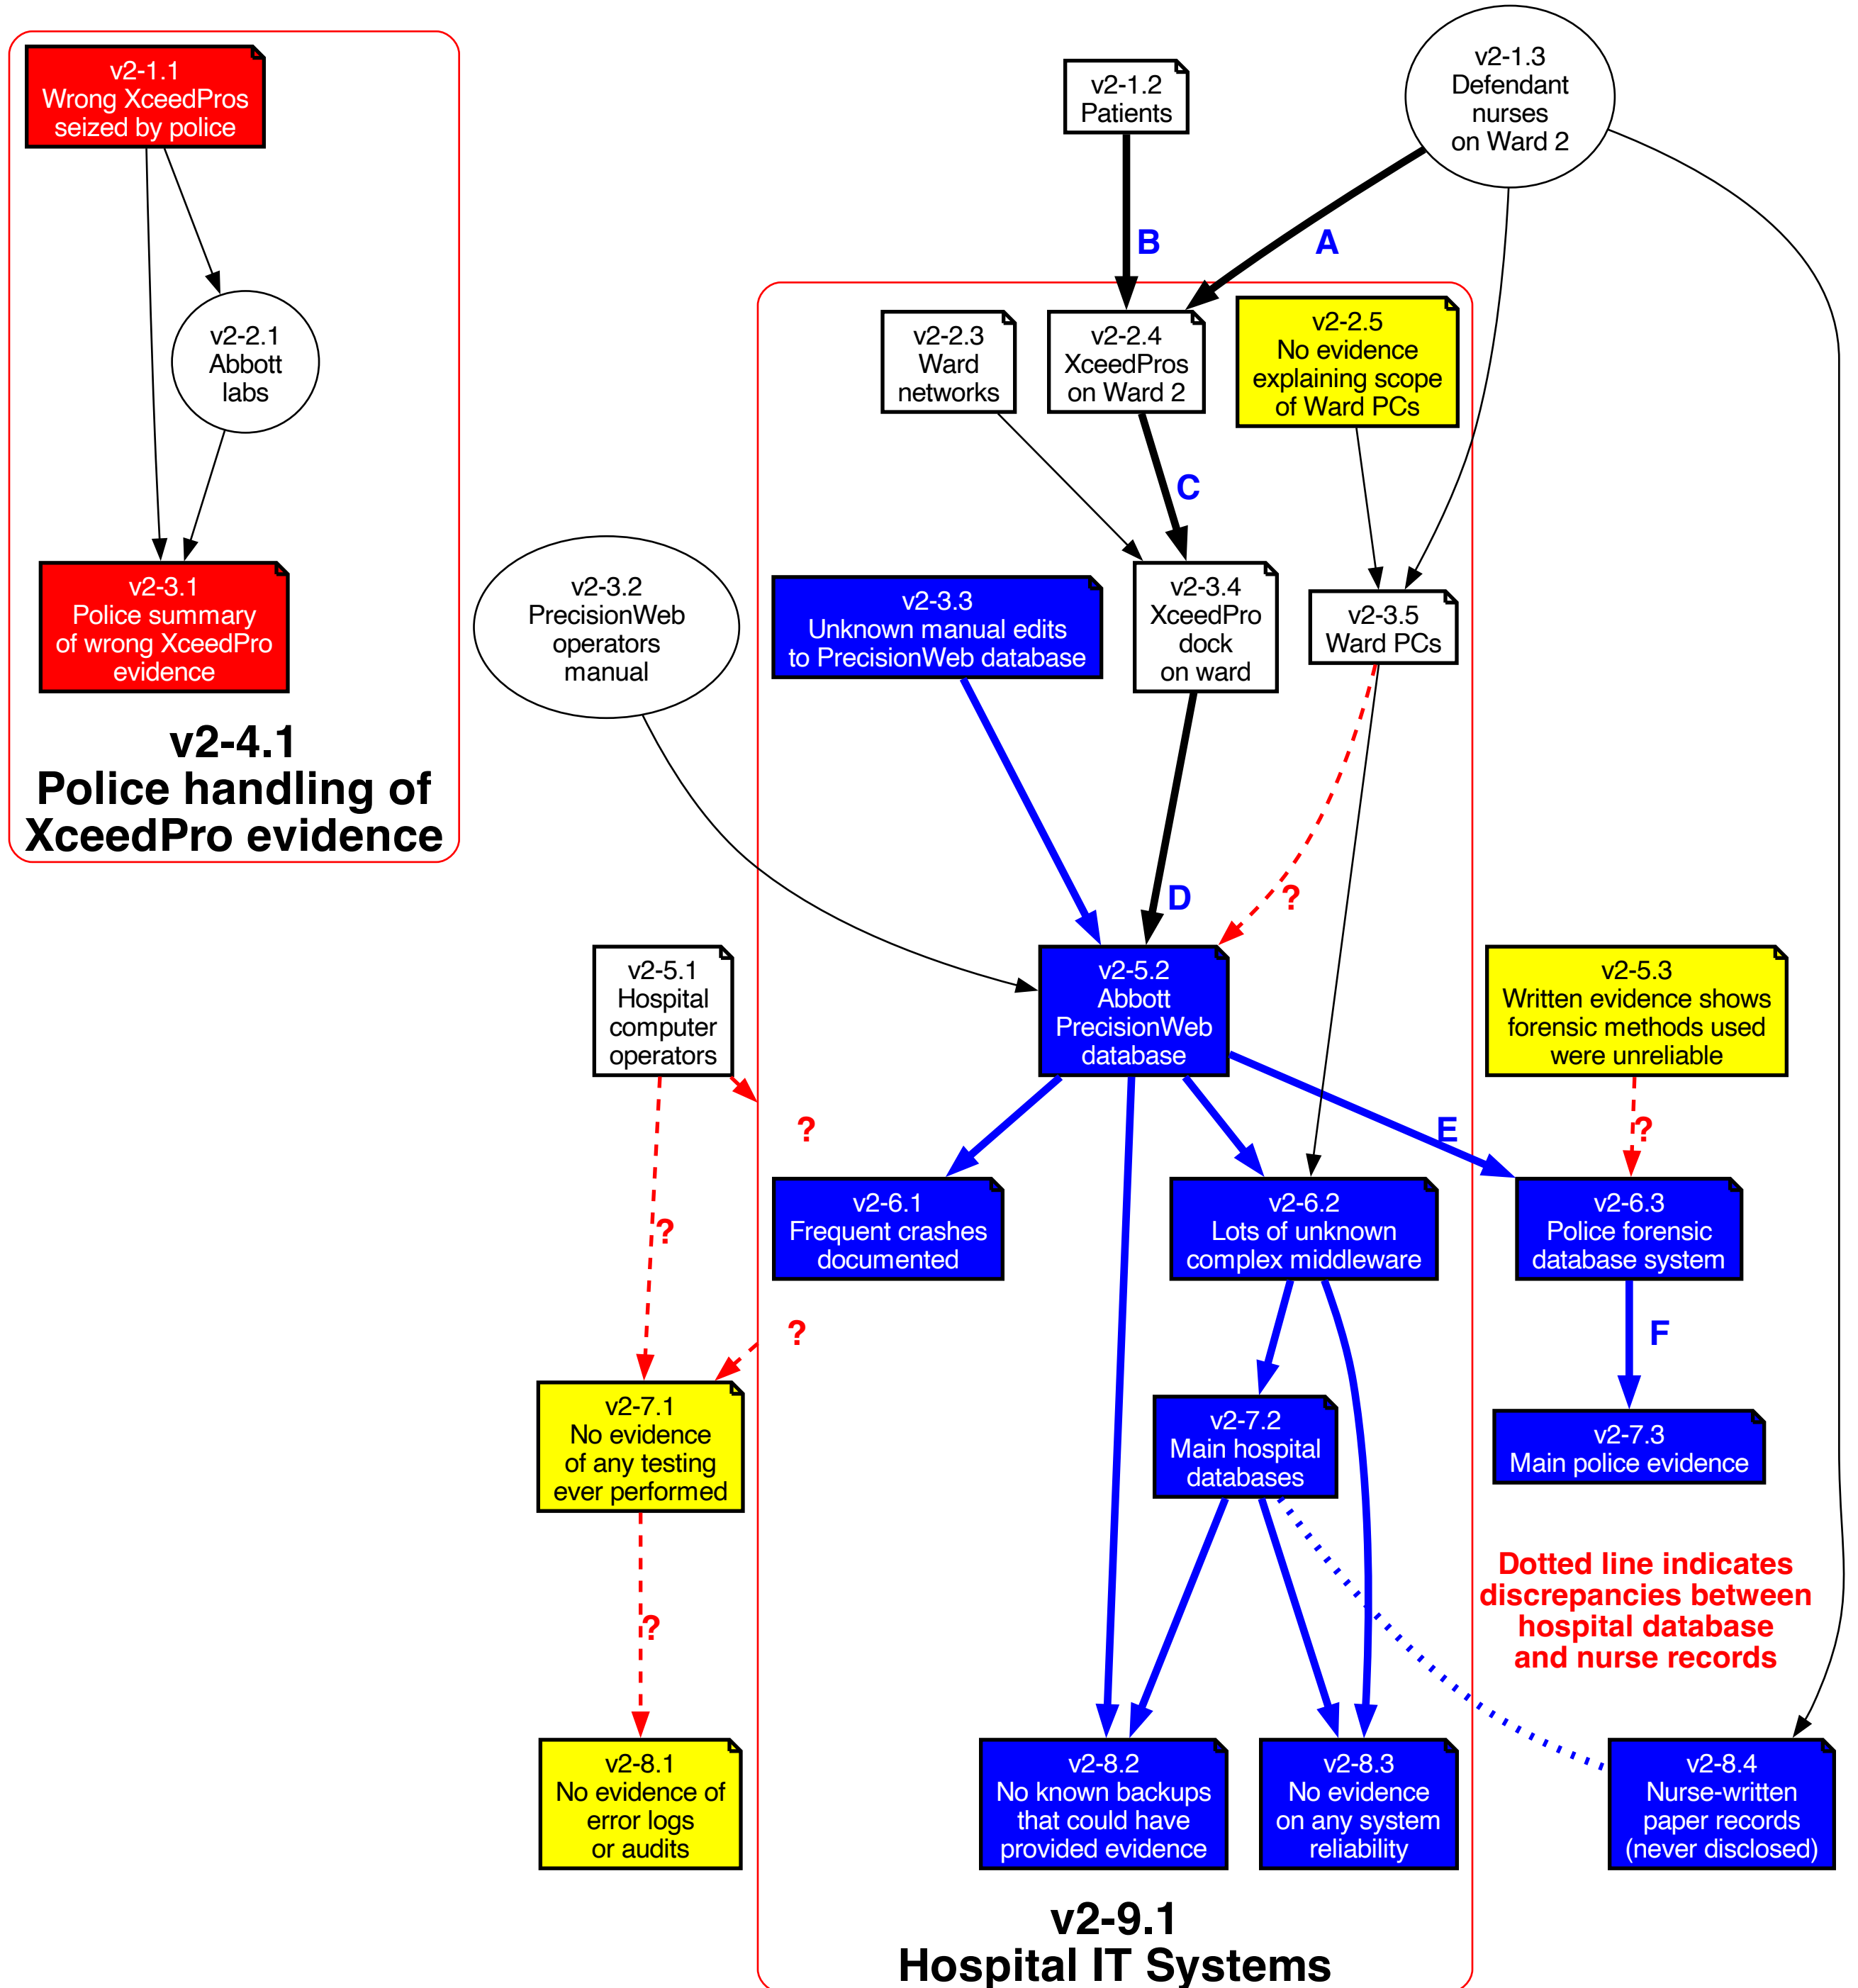 v2-1.1
Wrong XceedPros
seized by police
v2-1.2
Patients
v2-1.3
Defendant
nurses
on Ward 2
B
A
v2-2.1
Abbott
labs
v2-2.3
Ward
networks
v2-2.4
XceedPros
on Ward 2
v2-2.5
No evidence
explaining scope
of Ward PCs
C
v2-3.1
Police summary
of wrong XceedPro
evidence
v2-3.2
PrecisionWeb
operators
manual
v2-3.3
Unknown manual edits
to PrecisionWeb database
v2-3.4
XceedPro
dock
on ward
v2-3.5
Ward PCs
v2-4.1
Police handling of
XceedPro evidence
D
?
v2-5.1
Hospital
computer
operators
v2-5.2
Abbott
PrecisionWeb
database
v2-5.3
Written evidence shows
forensic methods used
were unreliable
?
E
?
v2-6.1
Frequent crashes
documented
v2-6.2
Lots of unknown
complex middleware
v2-6.3
Police forensic
database system
?
?
F
v2-7.1
No evidence
of any testing
ever performed
v2-7.2
Main hospital
databases
v2-7.3
Main police evidence
Dotted line indicates
discrepancies between
hospital database
and nurse records
?
v2-8.1
No evidence of
error logs
or audits
v2-8.2
No known backups
that could have
provided evidence
v2-8.3
No evidence
on any system
reliability
v2-8.4
Nurse-written
paper records
(never disclosed)
v2-9.1
Hospital IT Systems